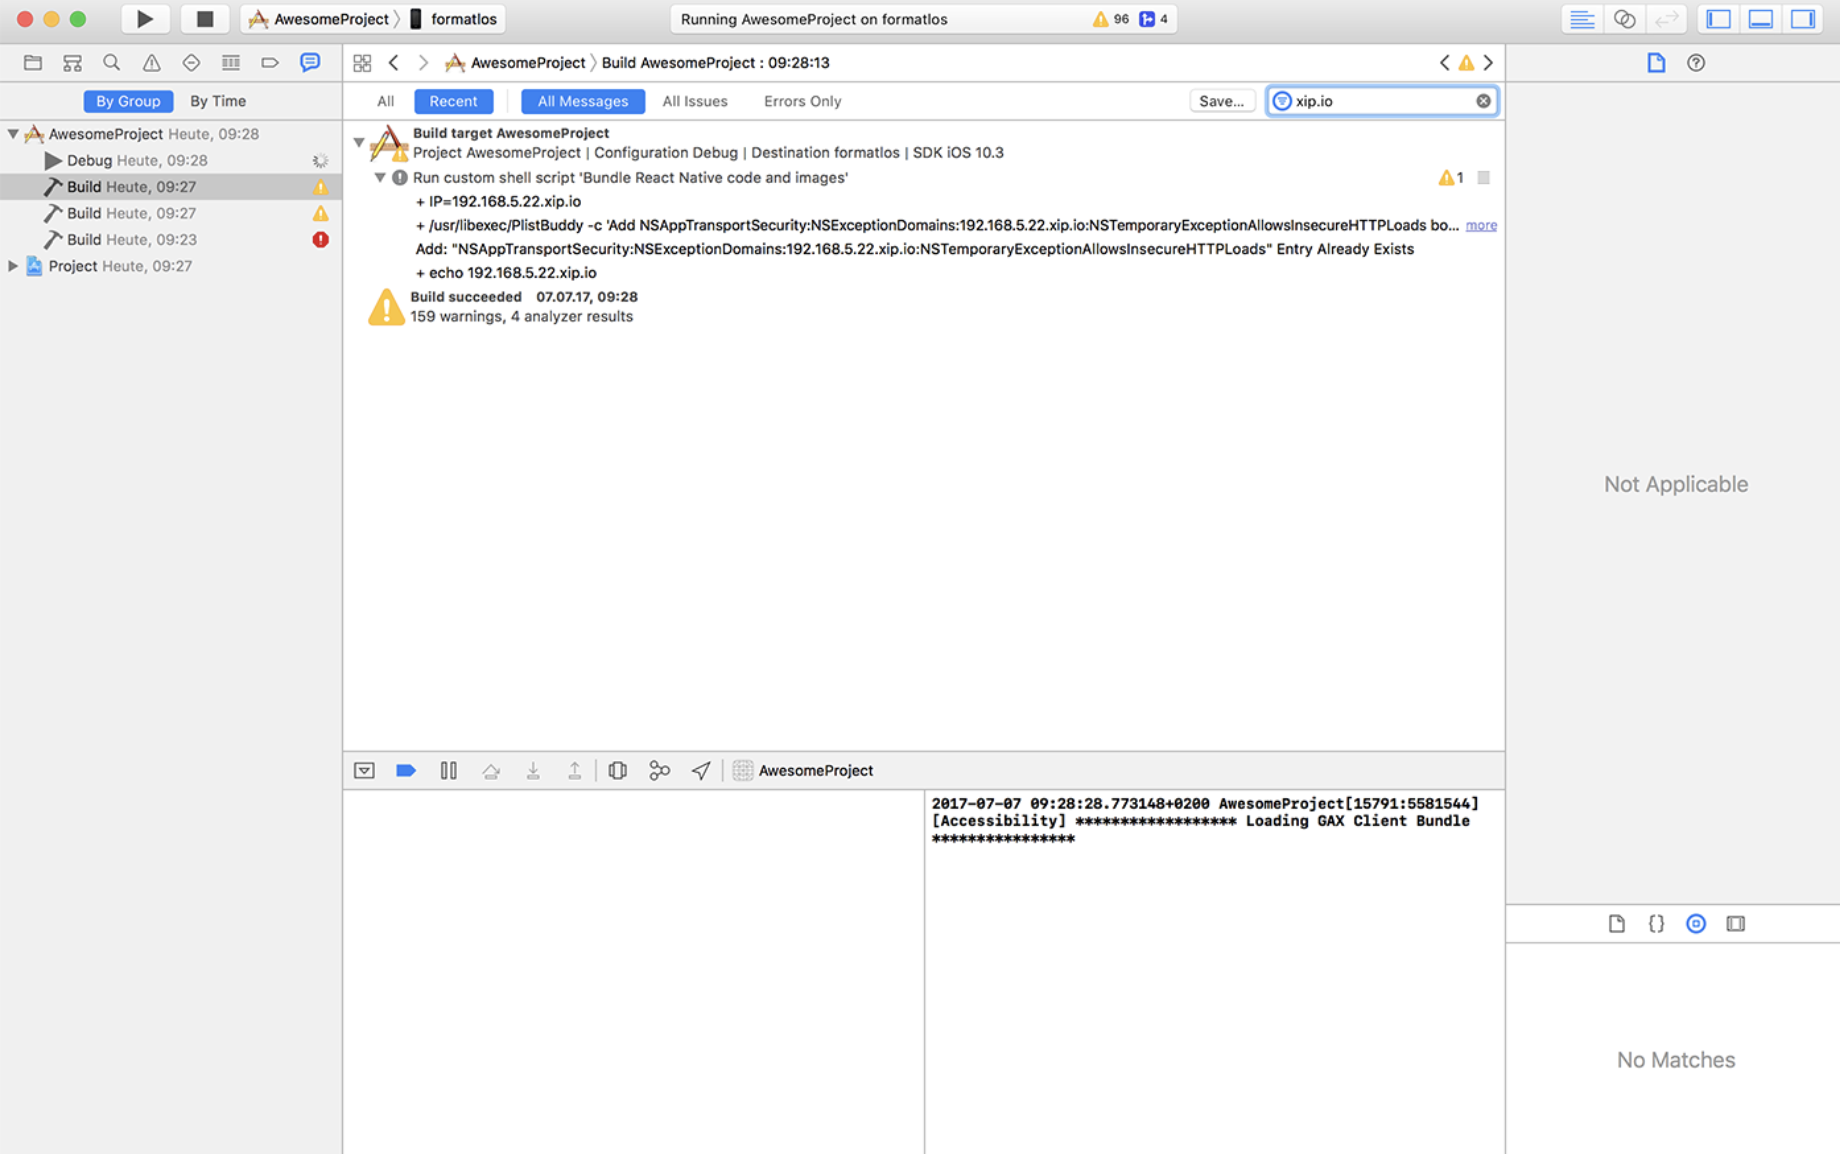 AwesomeProject 〉 formatlos
Running AwesomeProject on formatlos 96 4
AwesomeProject 〉 Build AwesomeProject : 09:28:13
By Group By Time
All Recent All Messages All Issues Errors Only Save... xip.io
AwesomeProject Heute, 09:28
Debug Heute, 09:28
Build Heute, 09:27
Build Heute, 09:27
Build Heute, 09:23
Project Heute, 09:27
Build target AwesomeProject
Project AwesomeProject | Configuration Debug | Destination formatlos | SDK iOS 10.3
Run custom shell script 'Bundle React Native code and images' 1
+ IP=192.168.5.22.xip.io
+ /usr/libexec/PlistBuddy -c 'Add NSAppTransportSecurity:NSExceptionDomains:192.168.5.22.xip.io:NSTemporaryExceptionAllowsInsecureHTTPLoads bo... more
Add: "NSAppTransportSecurity:NSExceptionDomains:192.168.5.22.xip.io:NSTemporaryExceptionAllowsInsecureHTTPLoads" Entry Already Exists
+ echo 192.168.5.22.xip.io
Build succeeded 07.07.17, 09:28
159 warnings, 4 analyzer results
Not Applicable
AwesomeProject
2017-07-07 09:28:28.773148+0200 AwesomeProject[15791:5581544]
[Accessibility] ****************** Loading GAX Client Bundle
****************
No Matches